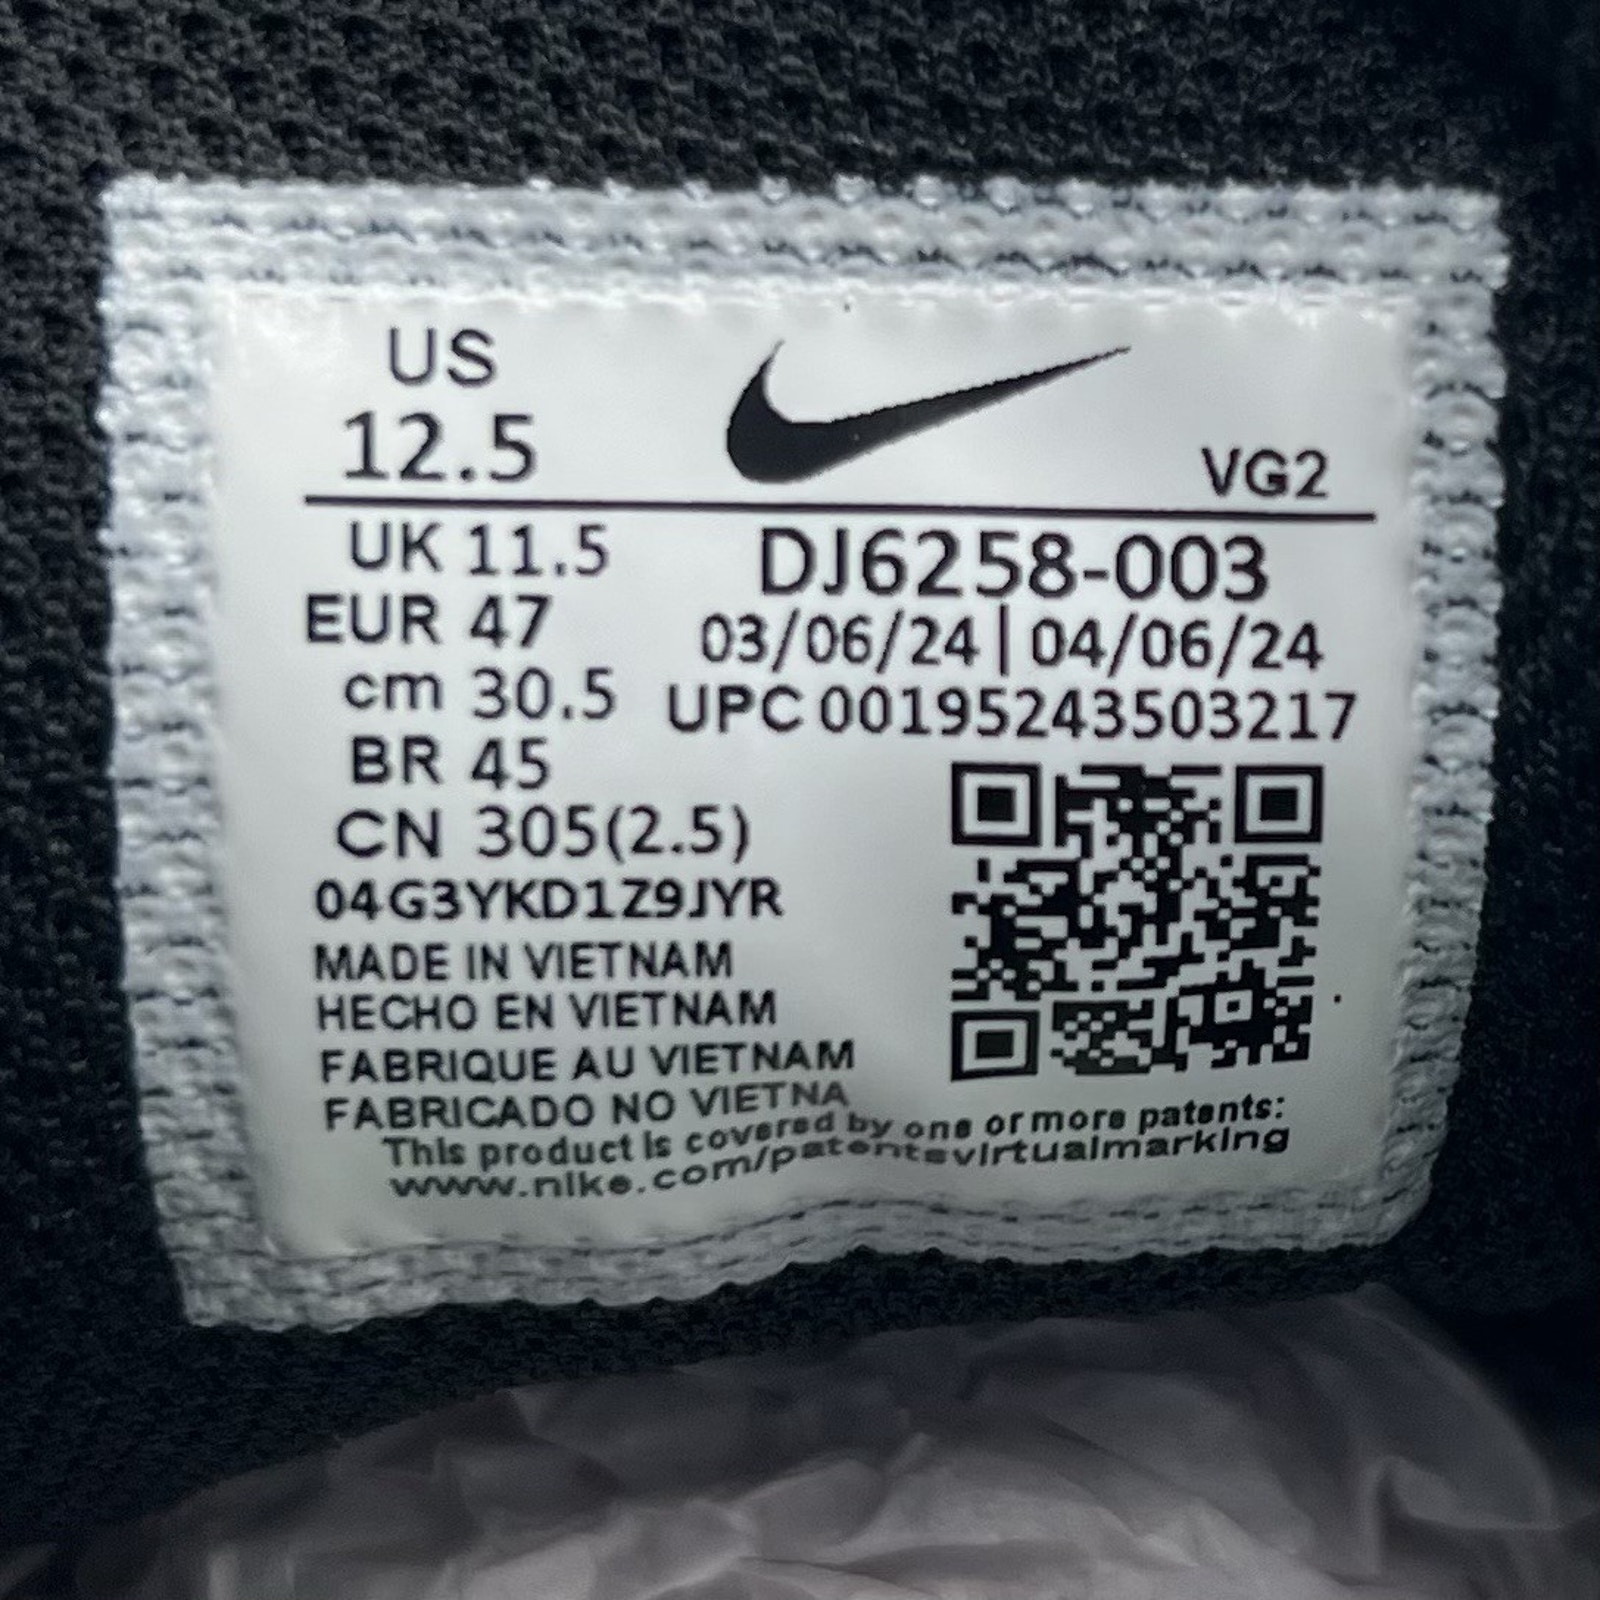 US
12.5
VG2
UK 11.5
EUR 47
cm 30.5
BR 45
CN 305(2.5)
DJ6258-003
03/06/24|04/06/24
UPC 00195243503217
04G3YKD1Z9JYR
MADE IN VIETNAM
HECHO EN VIETNAM
FABRIQUE AU VIETNAM
FABRICADO NO VIETNA
This product is covered by one or more patents:
www.nike.com/patentsvirtualmarking